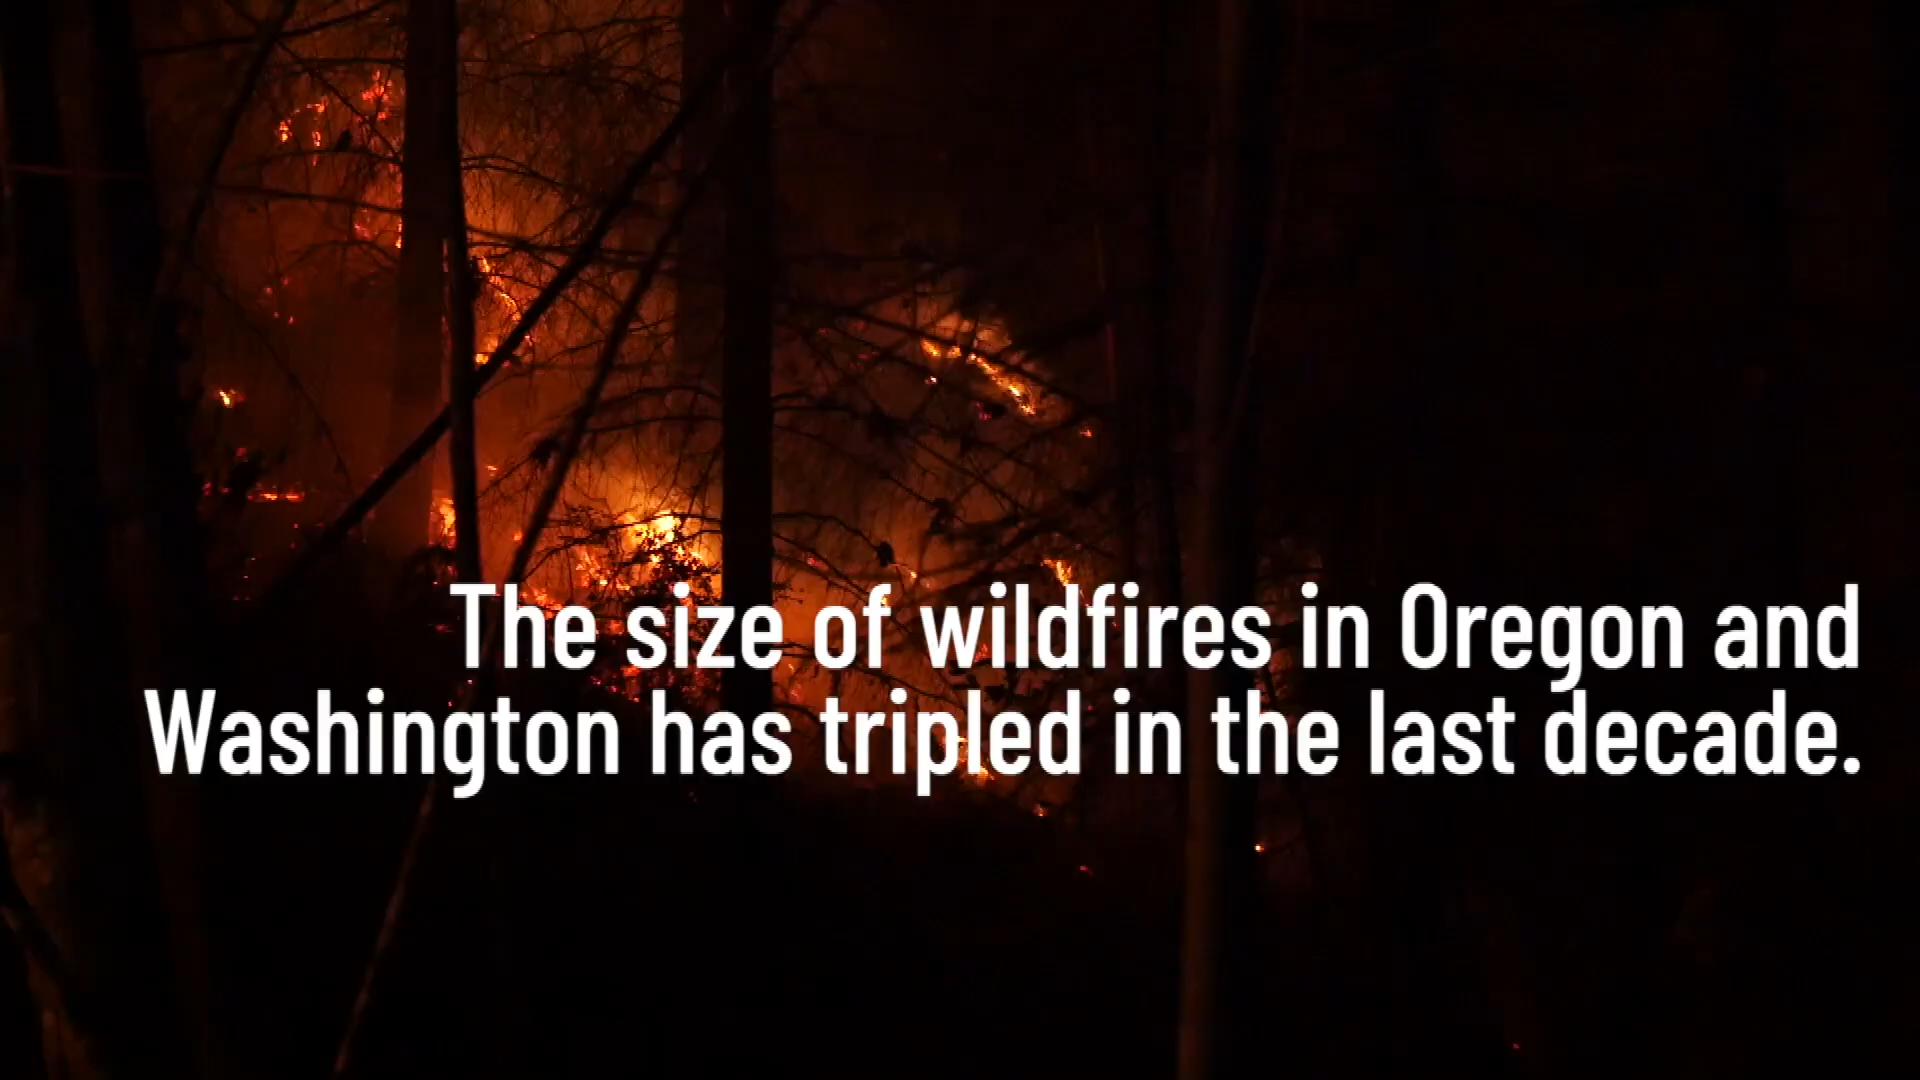 The size of wildfires in Oregon and
Washington has tripled in the last decade.